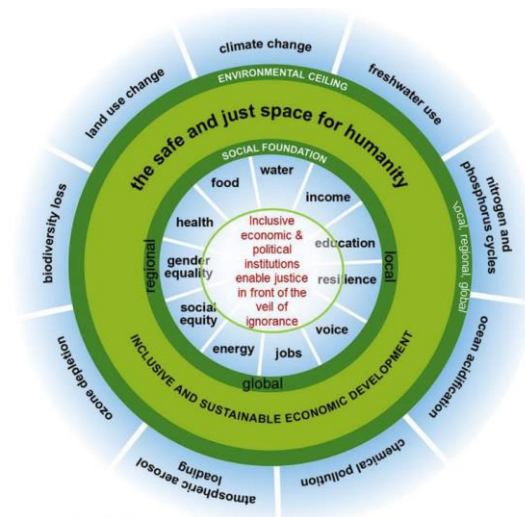 climate change
freshwater use
nitrogen and
phosphorus cycles
ocean acidification
chemical pollution
atmospheric aerosol
loading
ozone depletion
biodiversity loss
land use change
ENVIRONMENTAL CEILING
local, regional, global
the safe and just space for humanity
INCLUSIVE AND SUSTAINABLE ECONOMIC DEVELOPMENT
SOCIAL FOUNDATION
local
global
regional
water
income
education
resilience
voice
jobs
energy
social
equity
gender
equality
health
food
Inclusive
economic &
political
institutions
enable justice
in front of the
veil of
ignorance